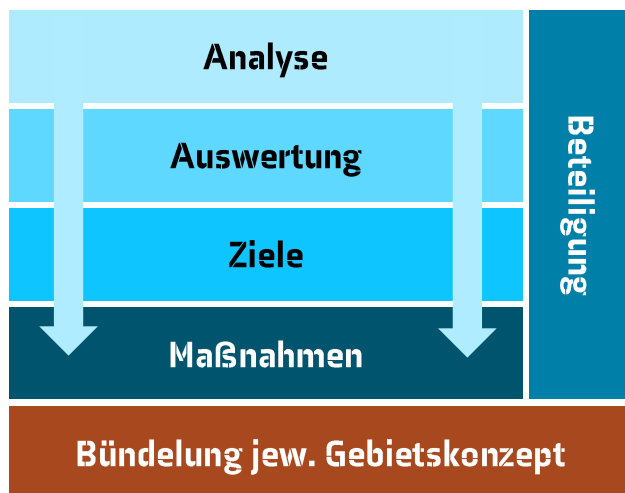 Analyse
Auswertung
Ziele
Maßnahmen
Beteiligung
Bündelung jew. Gebietskonzept